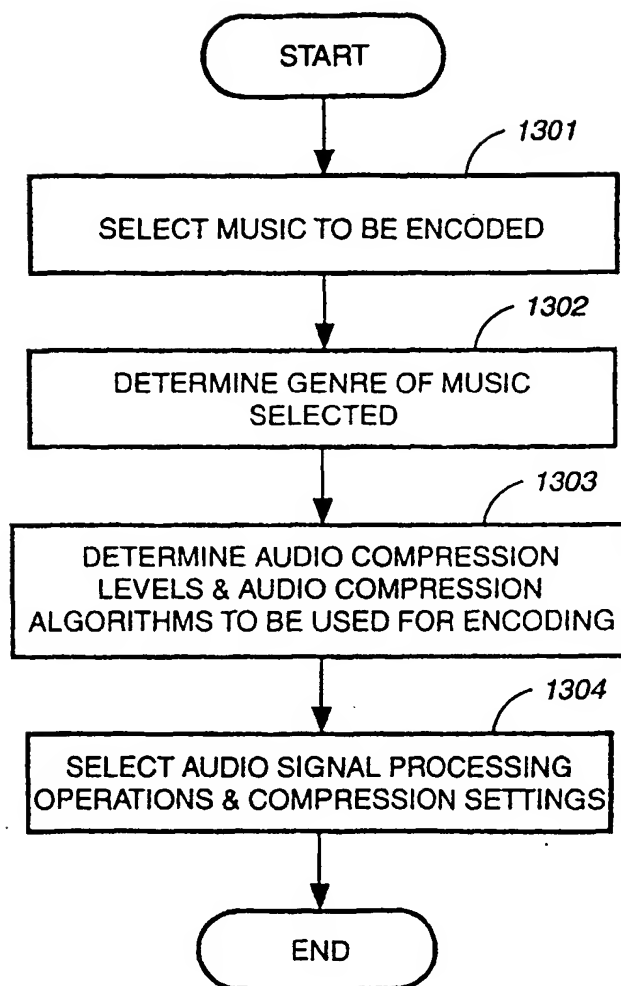 START
1301
SELECT MUSIC TO BE ENCODED
1302
DETERMINE GENRE OF MUSIC
SELECTED
1303
DETERMINE AUDIO COMPRESSION
LEVELS & AUDIO COMPRESSION
ALGORITHMS TO BE USED FOR ENCODING
1304
SELECT AUDIO SIGNAL PROCESSING
OPERATIONS & COMPRESSION SETTINGS
END